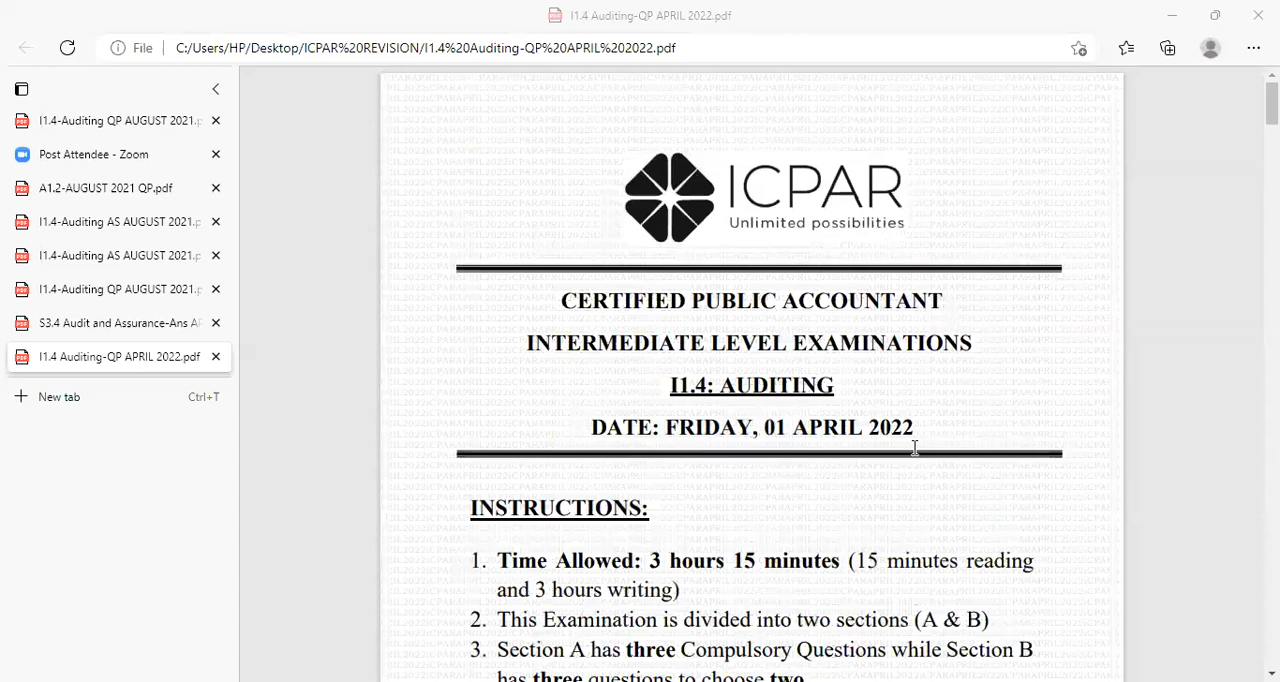 I1.4 Auditing-QP APRIL 2022.pdf
File
C:/Users/HP/Desktop/ICPAR%20REVISION/I1.4%20Auditing-QP%20APRIL%202022.pdf
I1.4-Auditing QP AUGUST 2021.p
Post Attendee - Zoom
A1.2-AUGUST 2021 QP.pdf
I1.4-Auditing AS AUGUST 2021.p
I1.4-Auditing AS AUGUST 2021.p
I1.4-Auditing QP AUGUST 2021.p
S3.4 Audit and Assurance-Ans A
I1.4 Auditing-QP APRIL 2022.pdf
New tab Ctrl+T
ICPAR
Unlimited possibilities
CERTIFIED PUBLIC ACCOUNTANT
INTERMEDIATE LEVEL EXAMINATIONS
I1.4: AUDITING
DATE: FRIDAY, 01 APRIL 2022
INSTRUCTIONS:
1. Time Allowed: 3 hours 15 minutes (15 minutes reading
and 3 hours writing)
2. This Examination is divided into two sections (A & B)
3. Section A has three Compulsory Questions while Section B
has three questions to choose two